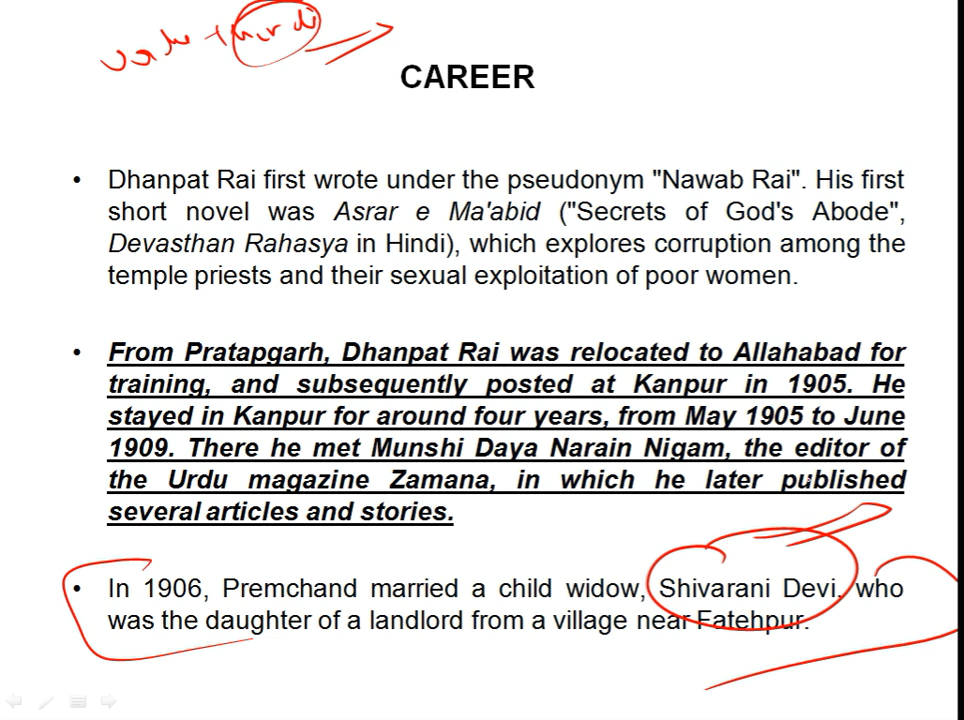 CAREER
• Dhanpat Rai first wrote under the pseudonym "Nawab Rai". His first
short novel was Asrar e Ma'abid ("Secrets of God's Abode",
Devasthan Rahasya in Hindi), which explores corruption among the
temple priests and their sexual exploitation of poor women.
• From Pratapgarh, Dhanpat Rai was relocated to Allahabad for
training, and subsequently posted at Kanpur in 1905. He
stayed in Kanpur for around four years, from May 1905 to June
1909. There he met Munshi Daya Narain Nigam, the editor of
the Urdu magazine Zamana, in which he later published
several articles and stories.
• In 1906, Premchand married a child widow, Shivarani Devi, who
was the daughter of a landlord from a village near Fatehpur.